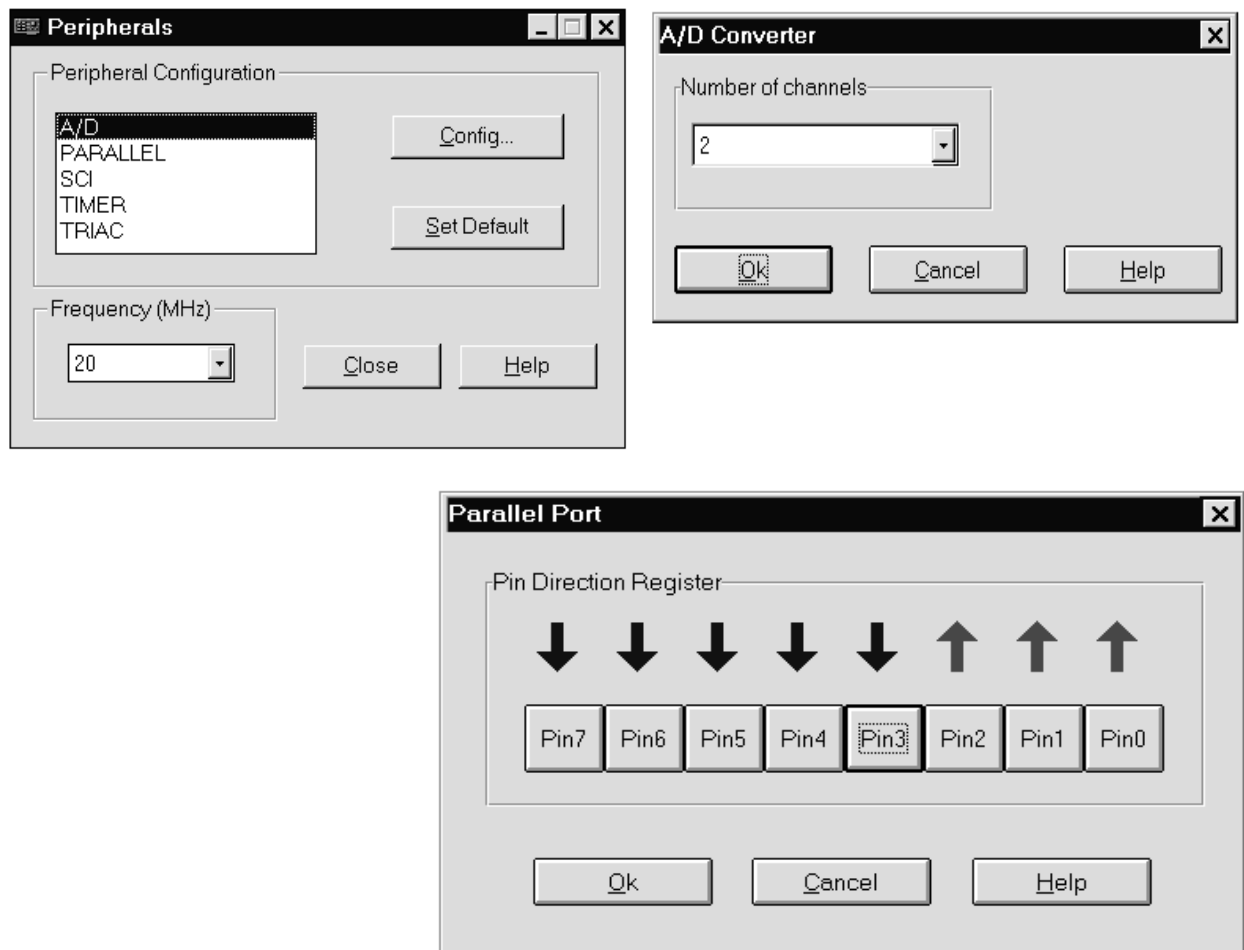 Peripherals
Peripheral Configuration
A/D
PARALLEL
SCI
TIMER
TRIAC
Config...
Set Default
Frequency (MHz)
20
Close
Help
A/D Converter
Number of channels
2
Ok
Cancel
Help
Parallel Port
Pin Direction Register
Pin7 Pin6 Pin5 Pin4 Pin3 Pin2 Pin1 Pin0
Ok
Cancel
Help